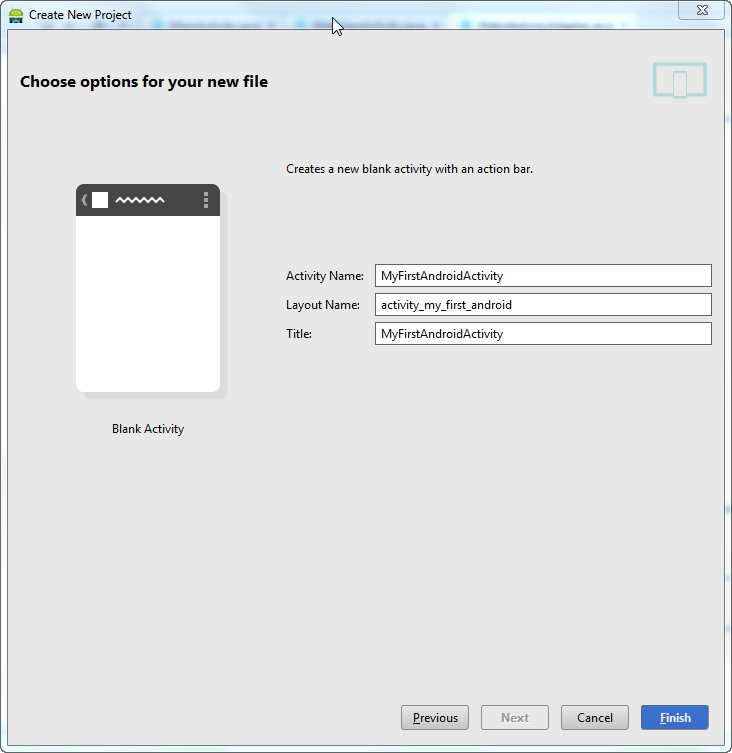 Create New Project
Choose options for your new file
Creates a new blank activity with an action bar.
Activity Name: MyFirstAndroidActivity
Layout Name: activity_my_first_android
Title: MyFirstAndroidActivity
Blank Activity
Previous Next Cancel Finish